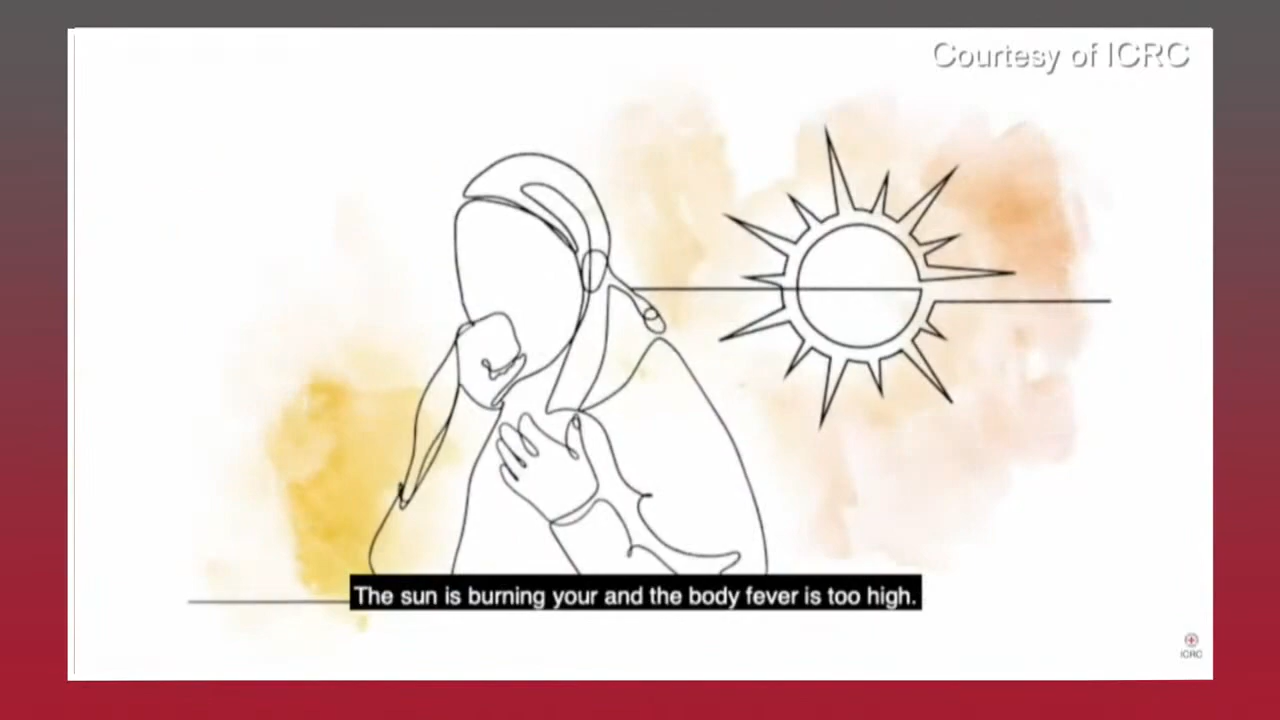 Courtesy of ICRC
The sun is burning your and the body fever is too high.
ICRC